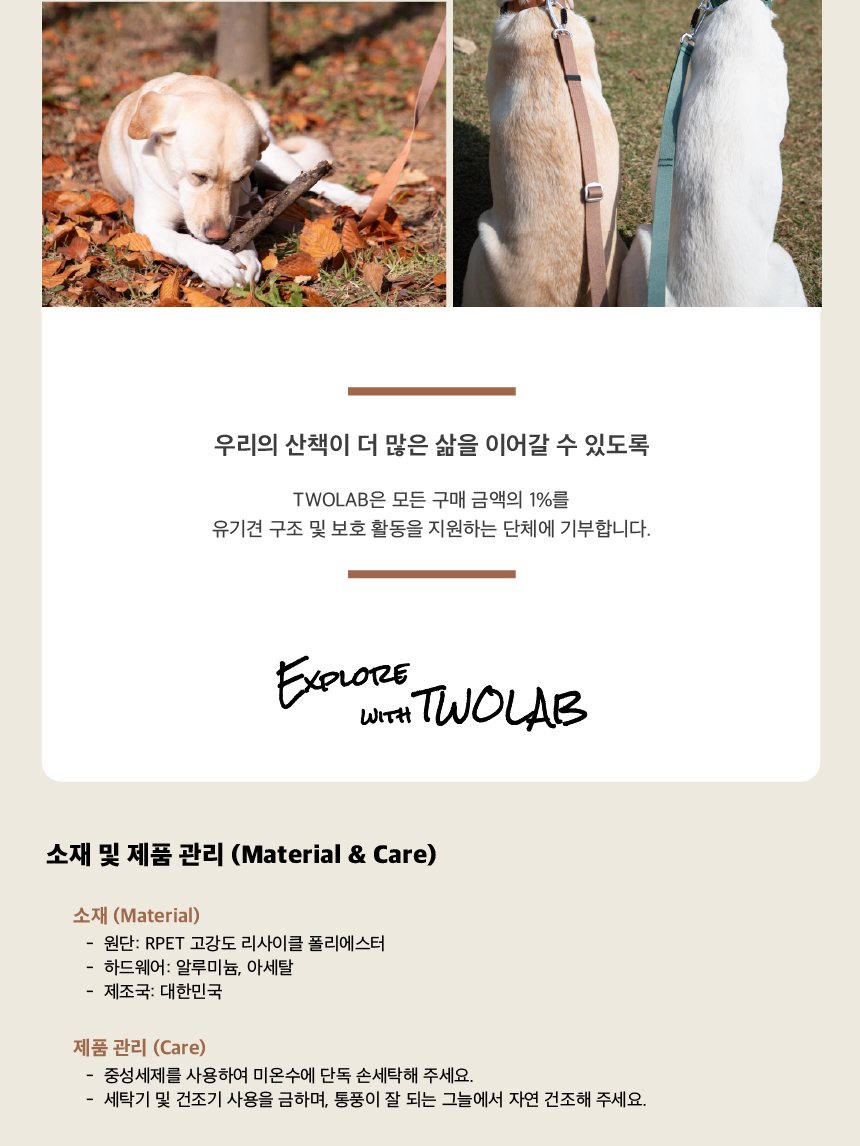 우리의 산책이 더 많은 삶을 이어갈 수 있도록
TWOLAB은 모든 구매 금액의 1%를
유기견 구조 및 보호 활동을 지원하는 단체에 기부합니다.
EXPLORE
WITH TWOLAB
소재 및 제품 관리 (Material & Care)
소재 (Material)
- 원단: RPET 고강도 리사이클 폴리에스터
- 하드웨어: 알루미늄, 아세탈
- 제조국: 대한민국
제품 관리 (Care)
- 중성세제를 사용하여 미온수에 단독 손세탁해 주세요.
- 세탁기 및 건조기 사용을 금하며, 통풍이 잘 되는 그늘에서 자연 건조해 주세요.